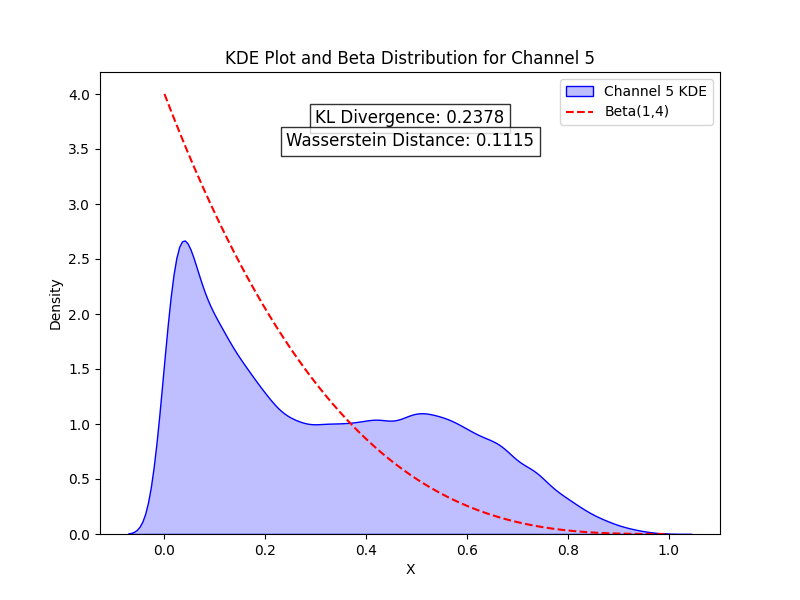 KDE Plot and Beta Distribution for Channel 5
KL Divergence: 0.2378
Wasserstein Distance: 0.1115
Channel 5 KDE
Beta(1,4)
Density
4.0
3.5
3.0
2.5
2.0
1.5
1.0
0.5
0.0
0.0 0.2 0.4 0.6 0.8 1.0
X